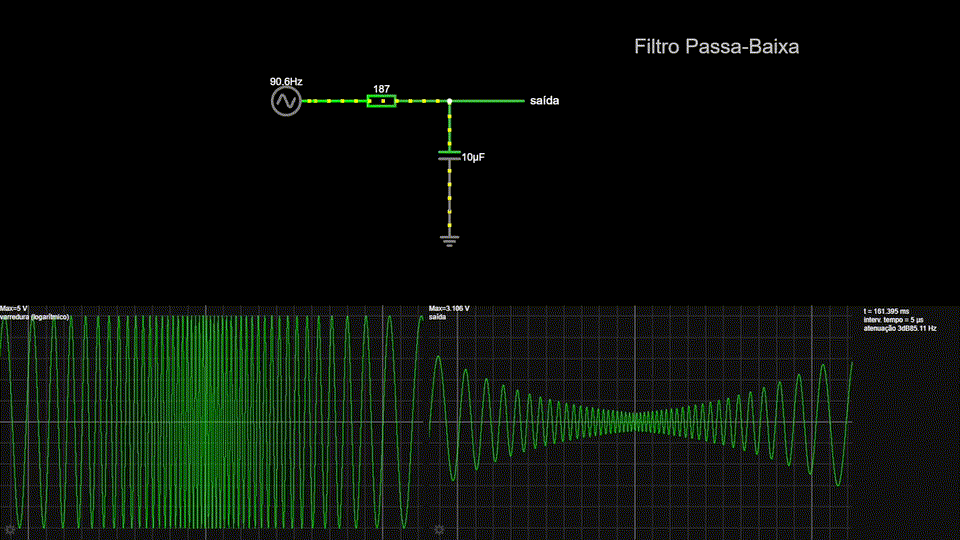 Filtro Passa-Baixa
90.6Hz
187
saída
10µF
Max=5 V
varredura (logarítmico)
Max=3.106 V
saída
t = 161.395 ms
interv. tempo = 5 µs
atenuação 3dB85.11 Hz